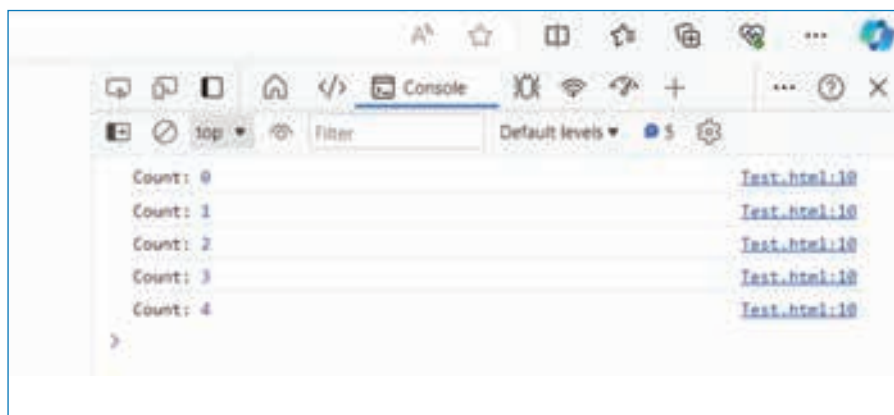 Console
top Filter Default levels 5
Count: 0 Test.html:10
Count: 1 Test.html:10
Count: 2 Test.html:10
Count: 3 Test.html:10
Count: 4 Test.html:10